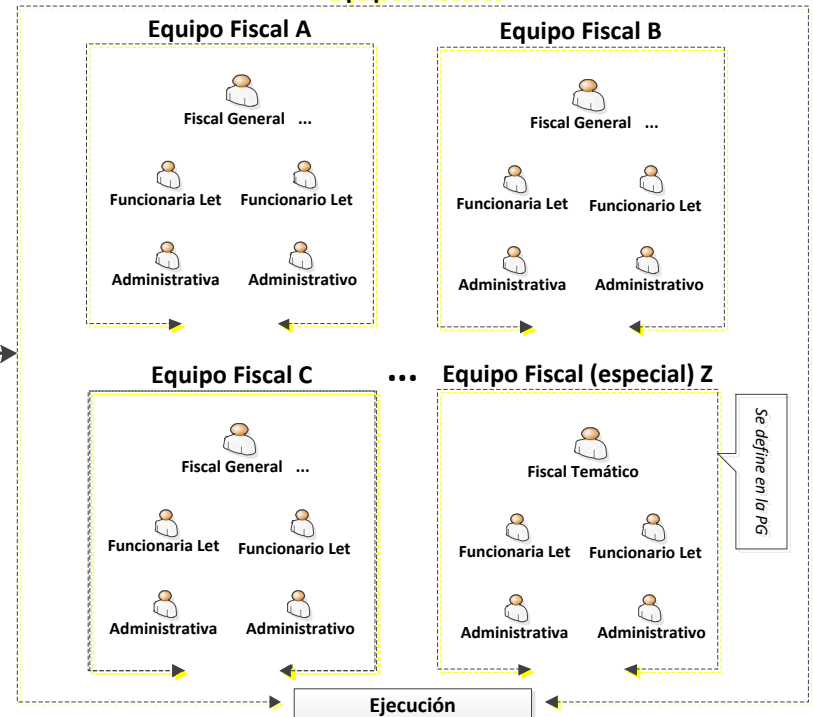 Equipo Fiscal A
Equipo Fiscal B
Fiscal General ...
Fiscal General ...
Funcionaria Let Funcionario Let
Funcionaria Let Funcionario Let
Administrativa Administrativo
Administrativa Administrativo
Equipo Fiscal C
...
Equipo Fiscal (especial) Z
Se define en la PG
Fiscal General ...
Fiscal Temático
Funcionaria Let Funcionario Let
Funcionaria Let Funcionario Let
Administrativa Administrativo
Administrativa Administrativo
Ejecución